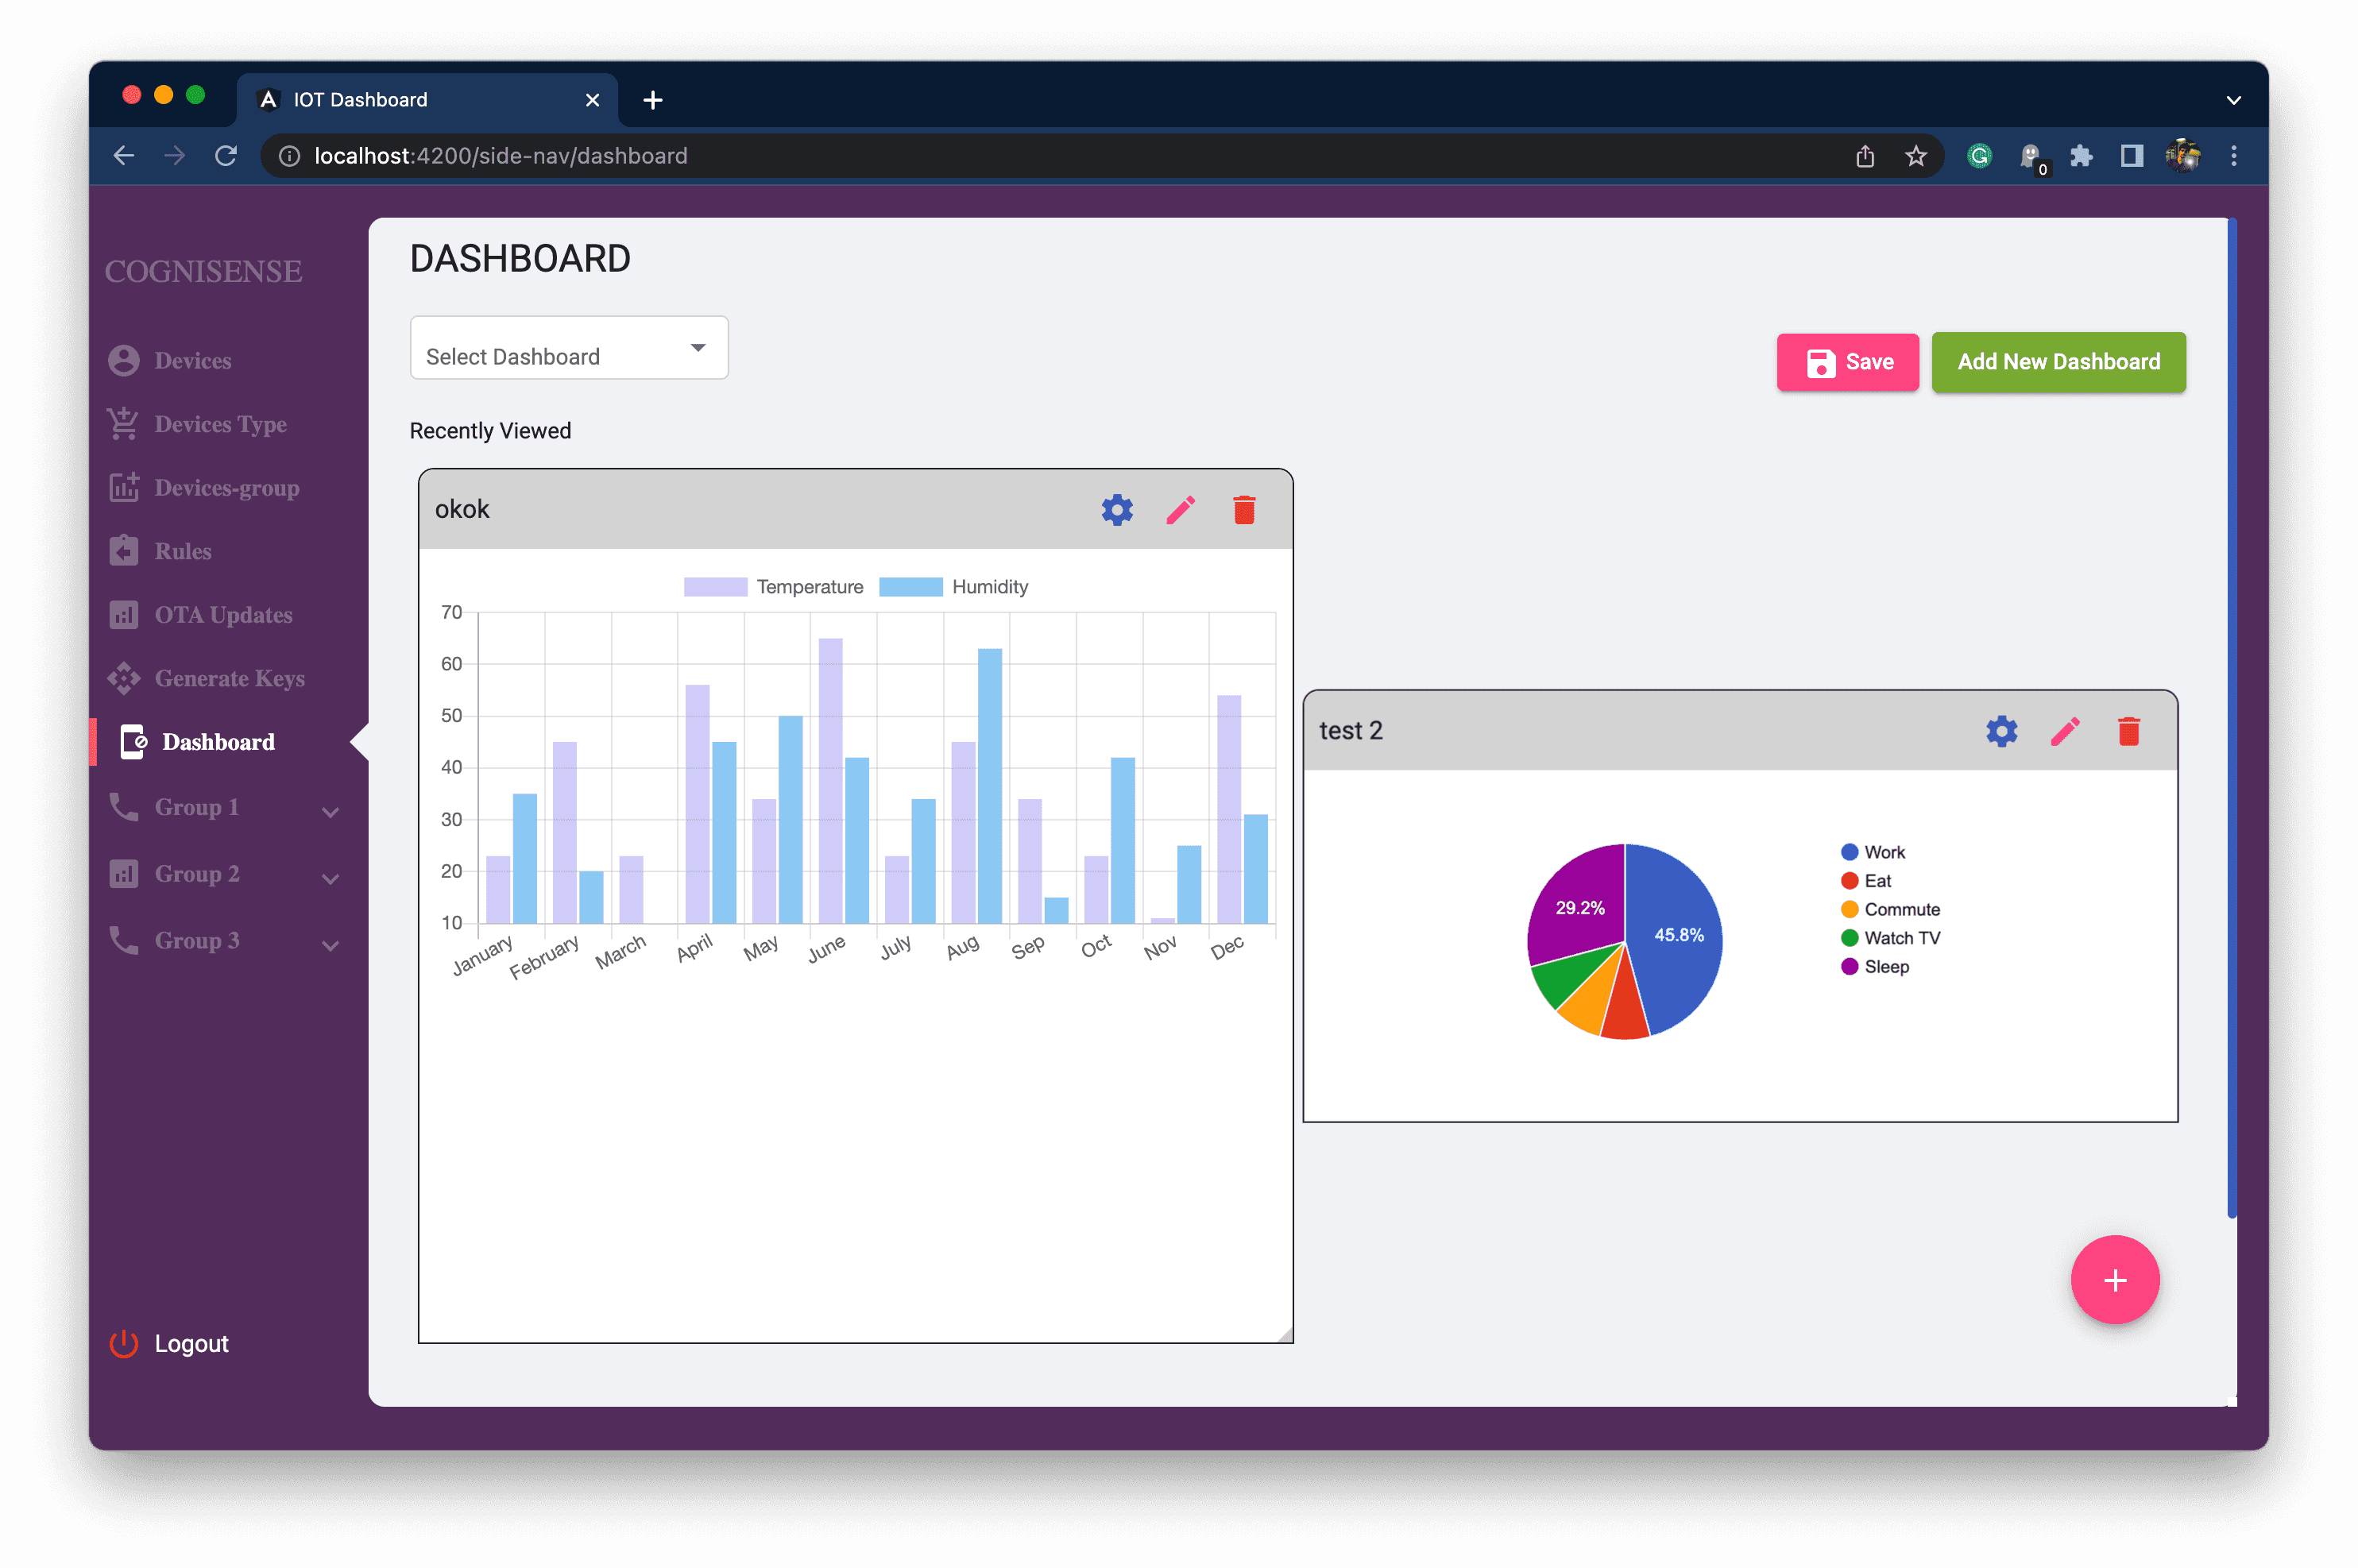 IOT Dashboard
localhost:4200/side-nav/dashboard
0
COGNISENSE
Devices
Devices Type
Devices-group
Rules
OTA Updates
Generate Keys
Dashboard
Group 1
Group 2
Group 3
Logout
DASHBOARD
Select Dashboard
Save
Add New Dashboard
Recently Viewed
okok
Temperature Humidity
70
60
50
40
30
20
10
January February March April May June July Aug Sep Oct Nov Dec
test 2
29.2%
45.8%
Work
Eat
Commute
Watch TV
Sleep